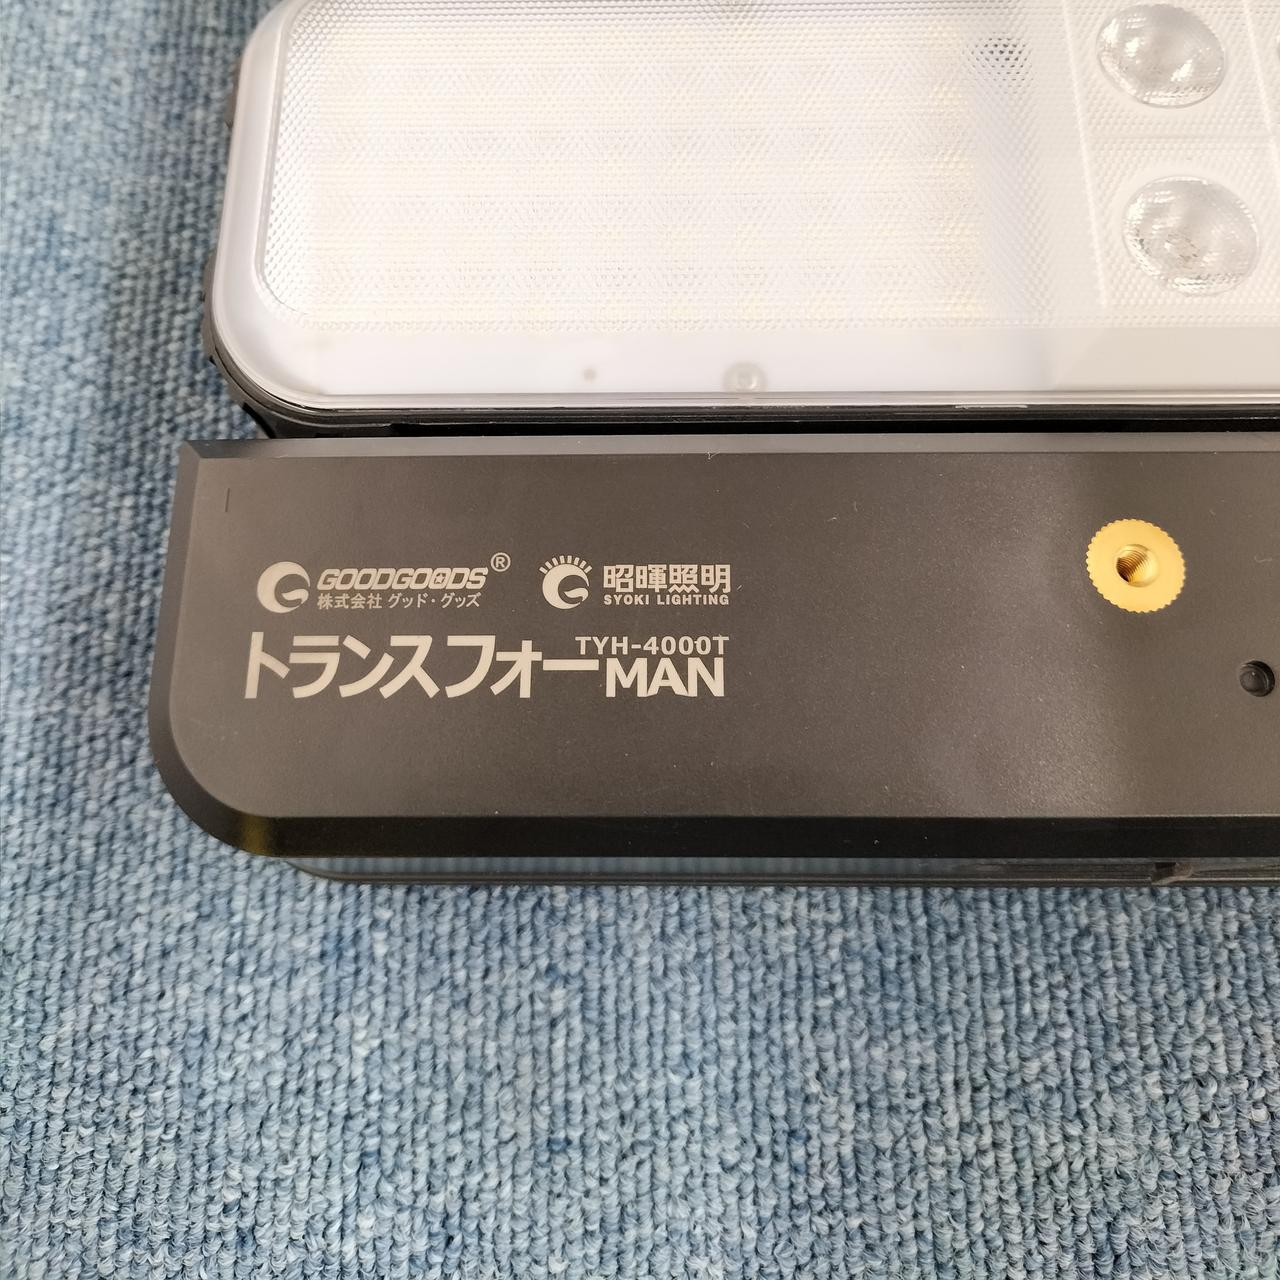 GOODGOODS®
株式会社 グッド・グッズ
昭暉照明
SYOKI LIGHTING
TYH-4000T
トランスフォーMAN